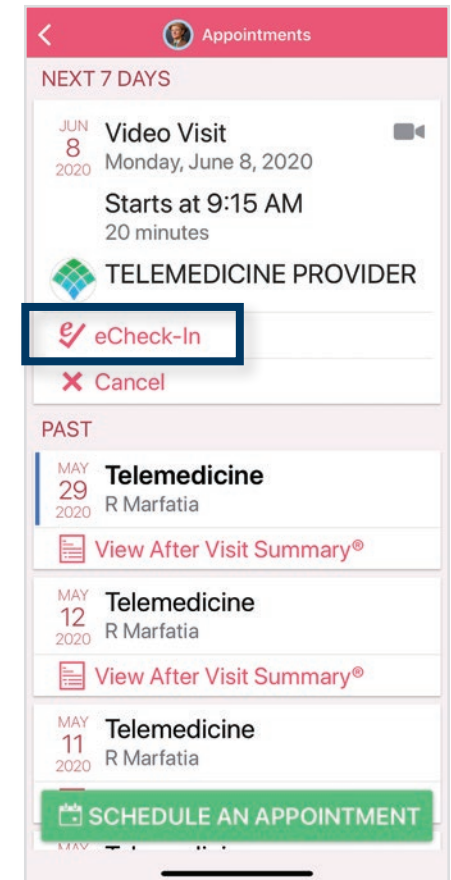 Appointments
NEXT 7 DAYS
JUN
8
2020
Video Visit
Monday, June 8, 2020
Starts at 9:15 AM
20 minutes
TELEMEDICINE PROVIDER
eCheck-In
Cancel
PAST
MAY
29
2020
Telemedicine
R Marfatia
View After Visit Summary®
MAY
12
2020
Telemedicine
R Marfatia
View After Visit Summary®
MAY
11
2020
Telemedicine
R Marfatia
SCHEDULE AN APPOINTMENT